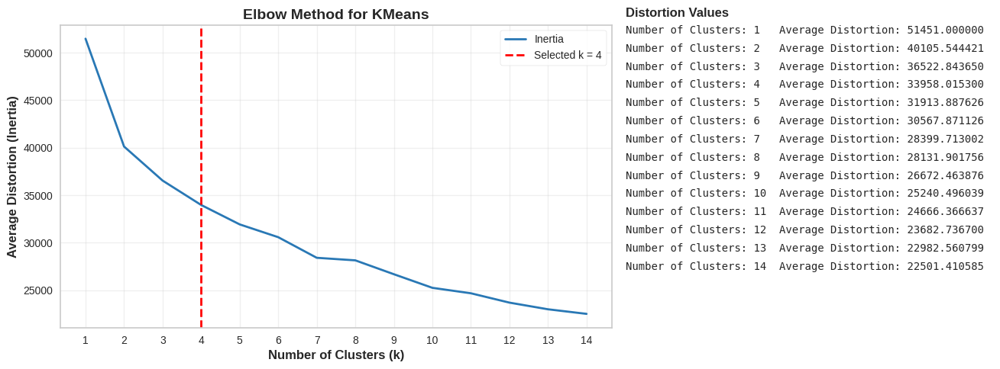 Elbow Method for KMeans
Inertia
Selected k = 4
50000
45000
40000
35000
30000
25000
Average Distortion (Inertia)
1 2 3 4 5 6 7 8 9 10 11 12 13 14
Number of Clusters (k)
Distortion Values
Number of Clusters: 1 Average Distortion: 51451.000000
Number of Clusters: 2 Average Distortion: 40105.544421
Number of Clusters: 3 Average Distortion: 36522.843650
Number of Clusters: 4 Average Distortion: 33958.015300
Number of Clusters: 5 Average Distortion: 31913.887626
Number of Clusters: 6 Average Distortion: 30567.871126
Number of Clusters: 7 Average Distortion: 28399.713002
Number of Clusters: 8 Average Distortion: 28131.901756
Number of Clusters: 9 Average Distortion: 26672.463876
Number of Clusters: 10 Average Distortion: 25240.496039
Number of Clusters: 11 Average Distortion: 24666.366637
Number of Clusters: 12 Average Distortion: 23682.736700
Number of Clusters: 13 Average Distortion: 22982.560799
Number of Clusters: 14 Average Distortion: 22501.410585